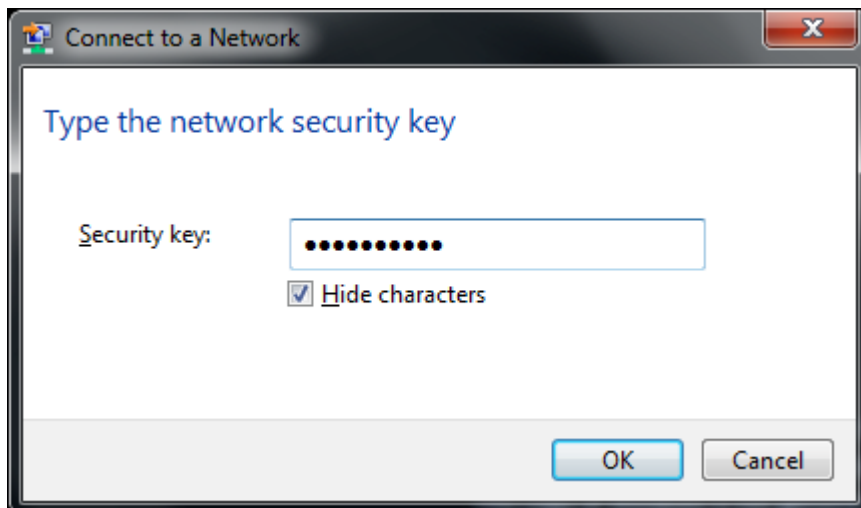 Connect to a Network
Type the network security key
Security key: ••••••••••
Hide characters
OK Cancel